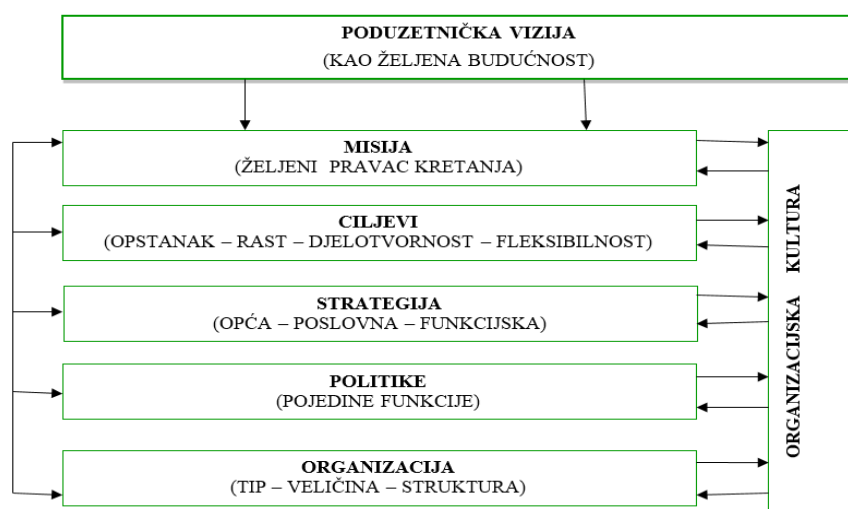 PODUZETNIČKA VIZIJA
(KAO ŽELJENA BUDUĆNOST)
MISIJA
(ŽELJENI PRAVAC KRETANJA)
CILJEVI
(OPSTANAK – RAST – DJELOTVORNOST – FLEKSIBILNOST)
STRATEGIJA
(OPĆA – POSLOVNA – FUNKCIJSKA)
POLITIKE
(POJEDINE FUNKCIJE)
ORGANIZACIJA
(TIP – VELIČINA – STRUKTURA)
ORGANIZACIJSKA KULTURA